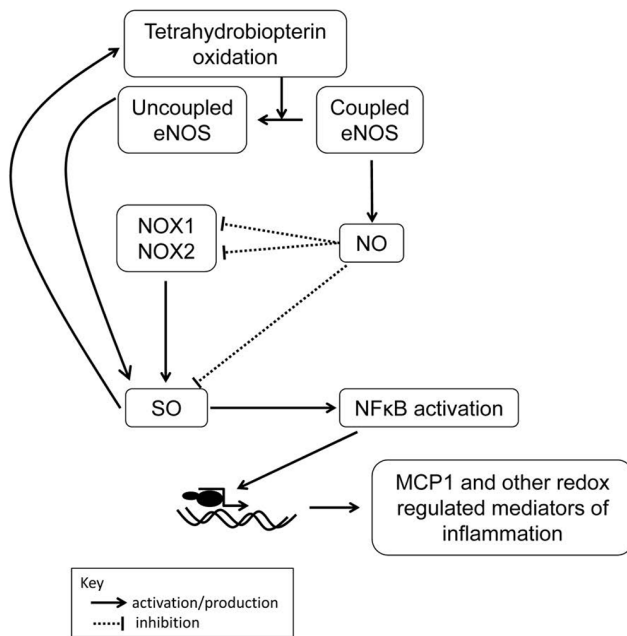 Tetrahydrobiopterin
oxidation
Uncoupled
eNOS
Coupled
eNOS
NOX1
NOX2
NO
SO
NFκB activation
MCP1 and other redox
regulated mediators of
inflammation
Key
activation/production
inhibition